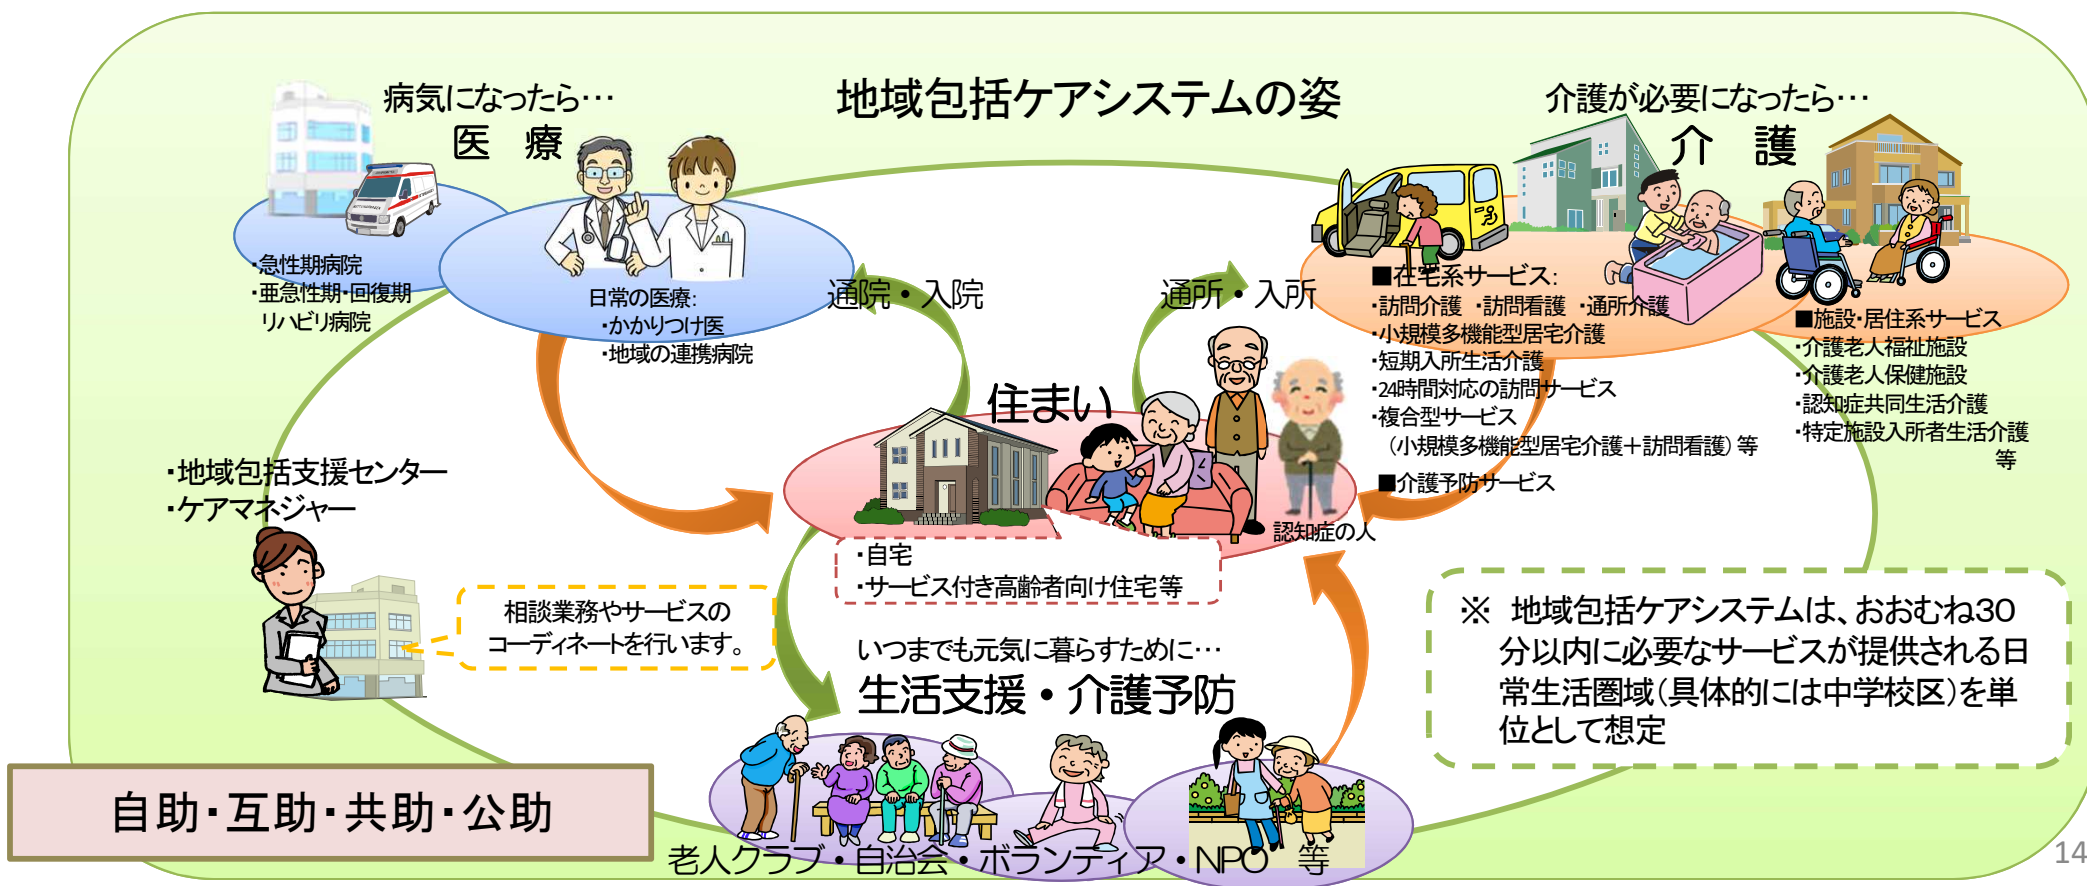 地域包括ケアシステムの姿
病気になったら…
医 療
・急性期病院
・亜急性期・回復期
リハビリ病院
日常の医療：
・かかりつけ医
・地域の連携病院
通院・入院
通所・入所
介護が必要になったら…
介 護
■在宅系サービス：
・訪問介護 ・訪問看護 ・通所介護
・小規模多機能型居宅介護
・短期入所生活介護
・24時間対応の訪問サービス
・複合型サービス
（小規模多機能型居宅介護＋訪問看護）等
■介護予防サービス
■施設・居住系サービス
・介護老人福祉施設
・介護老人保健施設
・認知症共同生活介護
・特定施設入所者生活介護
等
住まい
認知症の人
・自宅
・サービス付き高齢者向け住宅等
・地域包括支援センター
・ケアマネジャー
相談業務やサービスの
コーディネートを行います。
いつまでも元気に暮らすために…
生活支援・介護予防
老人クラブ・自治会・ボランティア・NPO 等
※ 地域包括ケアシステムは、おおむね30
分以内に必要なサービスが提供される日
常生活圏域（具体的には中学校区）を単
位として想定
自助・互助・共助・公助
14